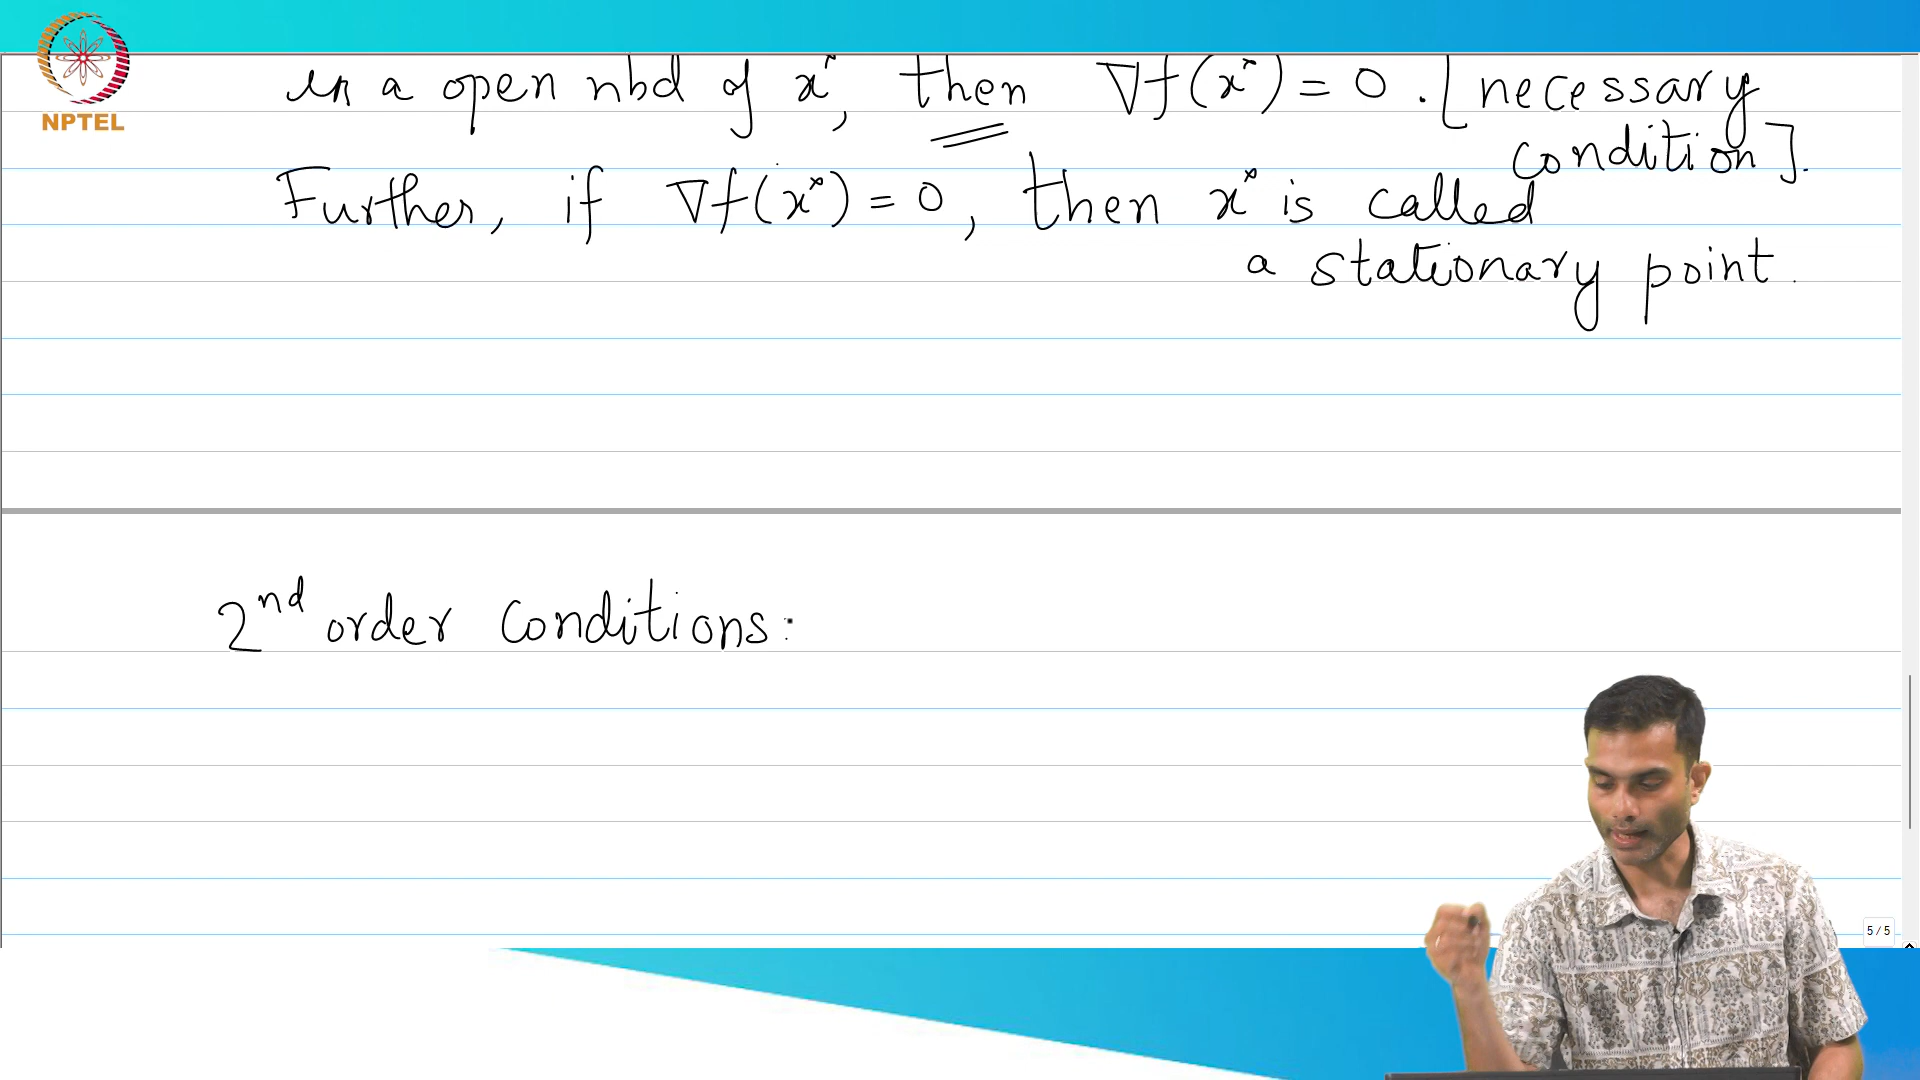 NPTEL
in a open nbd of x*, then ∇f(x*) = 0. [necessary
condition].
Further, if ∇f(x*) = 0, then x* is called
a stationary point.
2nd order conditions:
5 / 5